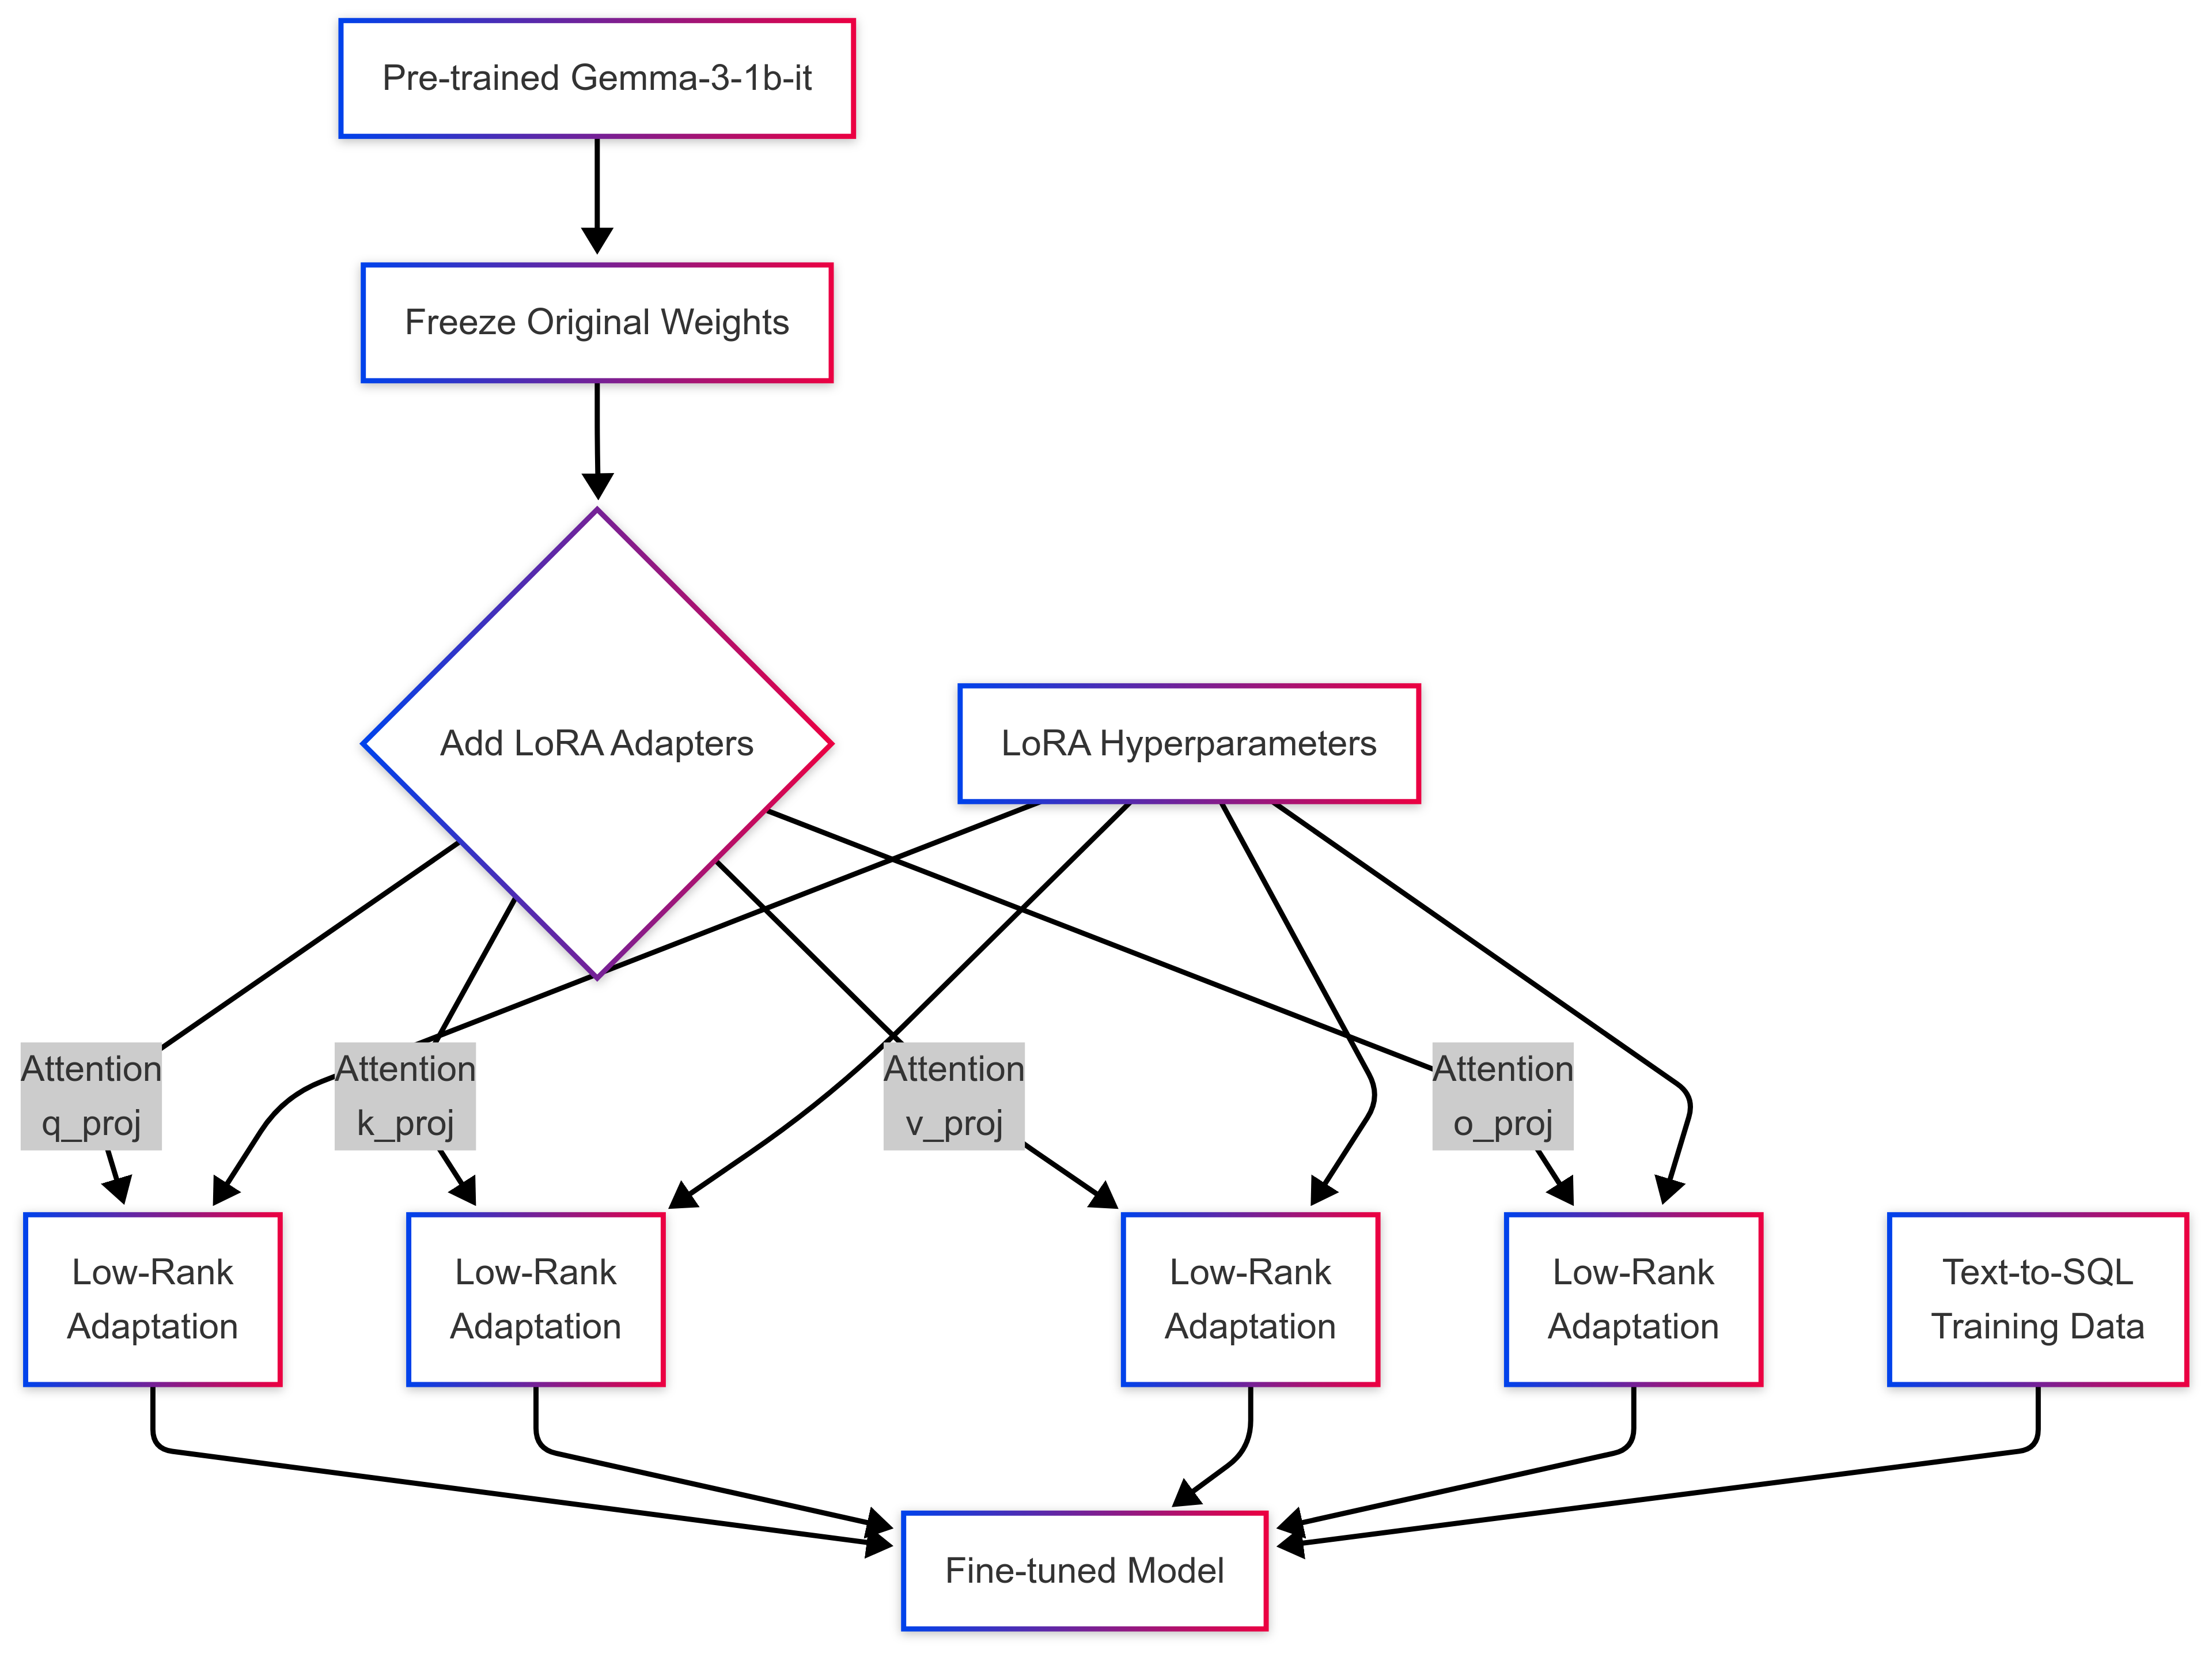 Pre-trained Gemma-3-1b-it
Freeze Original Weights
Add LoRA Adapters
LoRA Hyperparameters
Attention
q_proj
Attention
k_proj
Attention
v_proj
Attention
o_proj
Low-Rank
Adaptation
Low-Rank
Adaptation
Low-Rank
Adaptation
Low-Rank
Adaptation
Text-to-SQL
Training Data
Fine-tuned Model